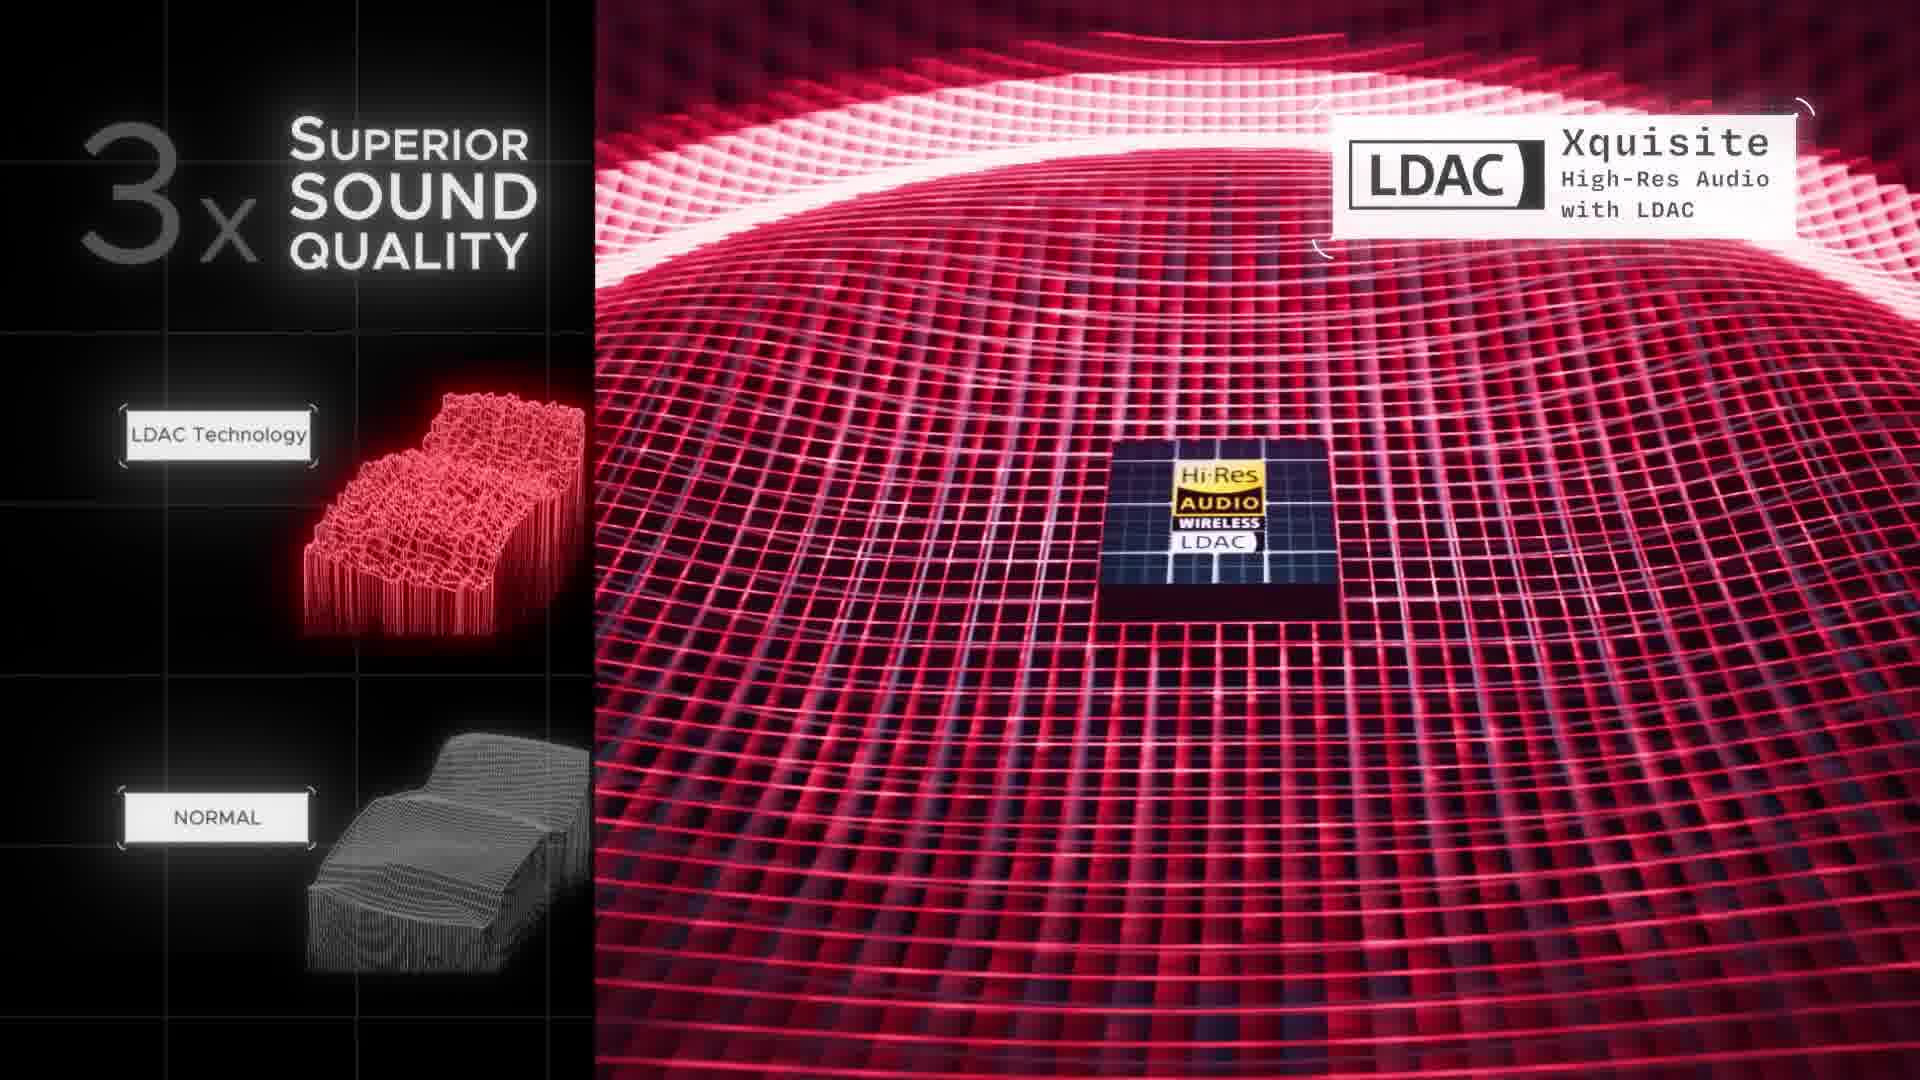 3x
SUPERIOR
SOUND
QUALITY
LDAC Technology
NORMAL
LDAC
Xquisite
High-Res Audio
with LDAC
Hi-Res
AUDIO
WIRELESS
LDAC